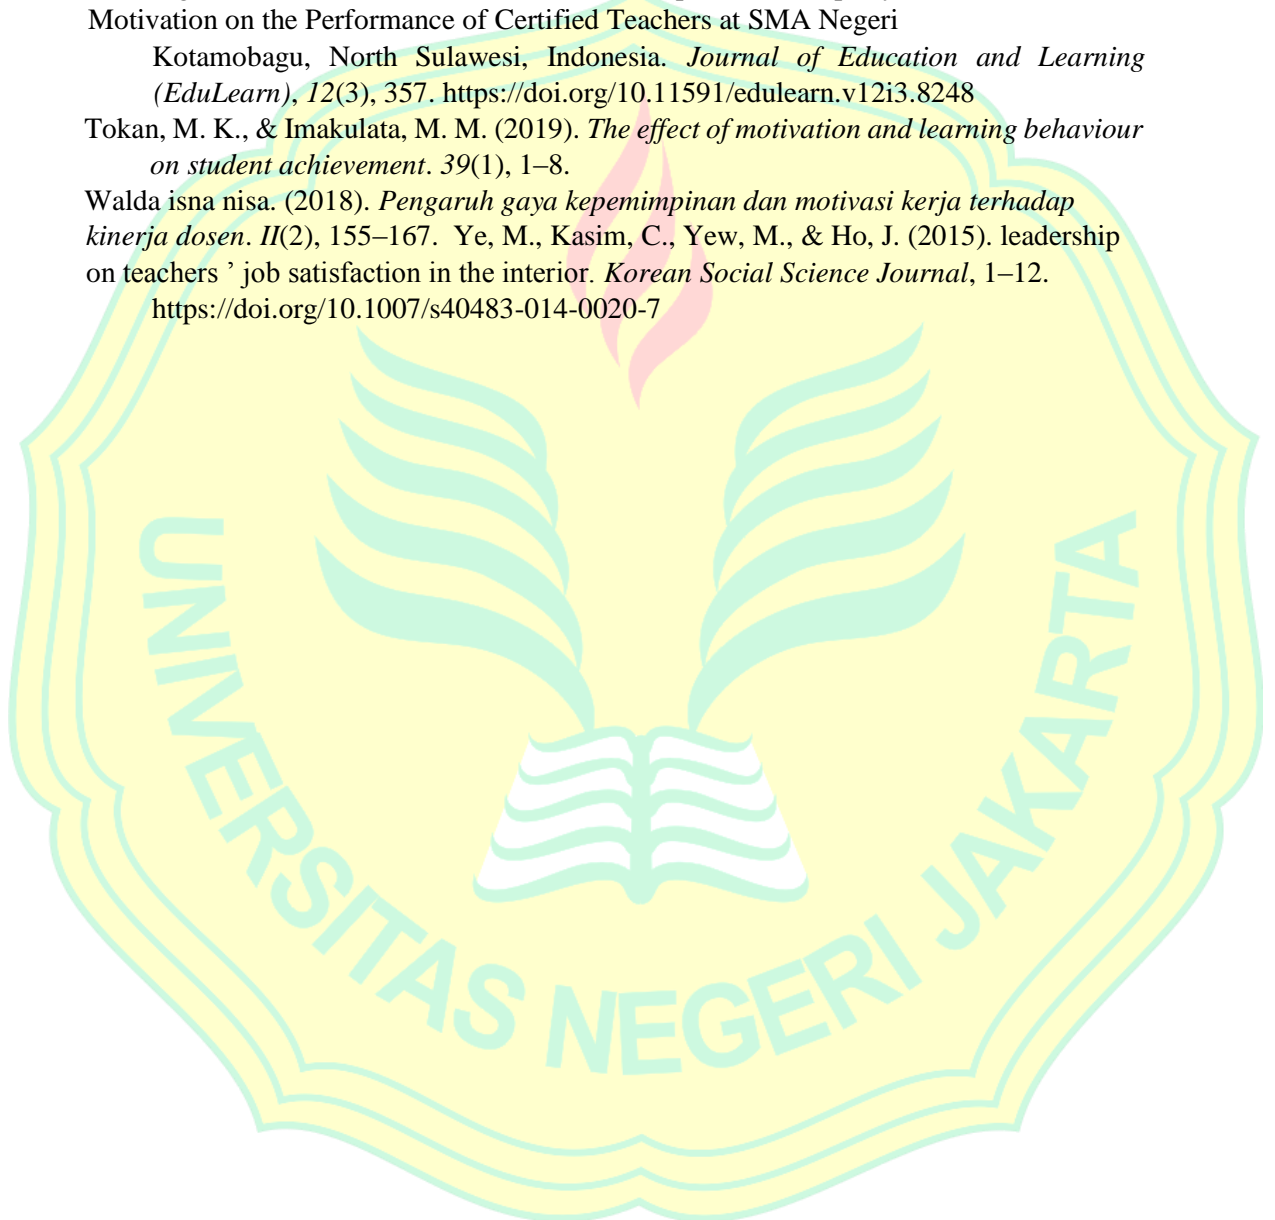 Motivation on the Performance of Certified Teachers at SMA Negeri
Kotamobagu, North Sulawesi, Indonesia. Journal of Education and Learning
(EduLearn), 12(3), 357. https://doi.org/10.11591/edulearn.v12i3.8248
Tokan, M. K., & Imakulata, M. M. (2019). The effect of motivation and learning behaviour
on student achievement. 39(1), 1–8.
Walda isna nisa. (2018). Pengaruh gaya kepemimpinan dan motivasi kerja terhadap
kinerja dosen. II(2), 155–167. Ye, M., Kasim, C., Yew, M., & Ho, J. (2015). leadership
on teachers ’ job satisfaction in the interior. Korean Social Science Journal, 1–12.
https://doi.org/10.1007/s40483-014-0020-7
UNIVERSITAS NEGERI JAKARTA